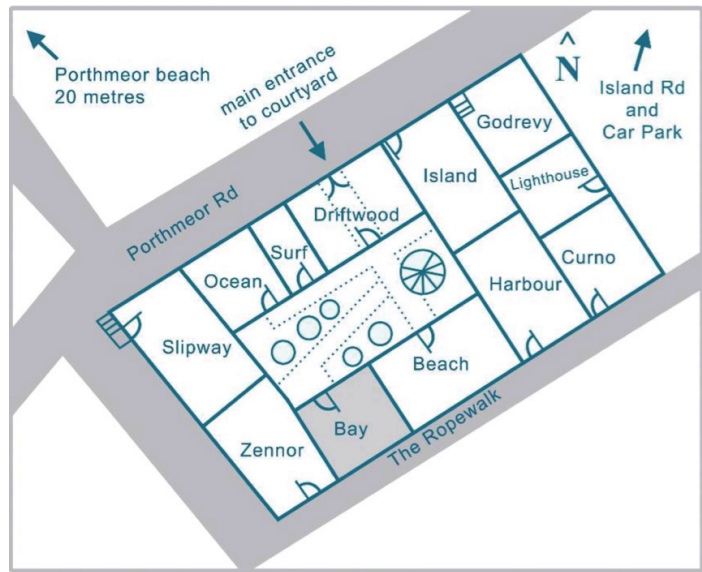 Porthmeor beach
20 metres
main entrance
to courtyard
N
Island Rd
and
Car Park
Porthmeor Rd
Godrevy
Island
Lighthouse
Driftwood
Surf
Ocean
Curno
Harbour
Slipway
Beach
Bay
Zennor
The Ropewalk